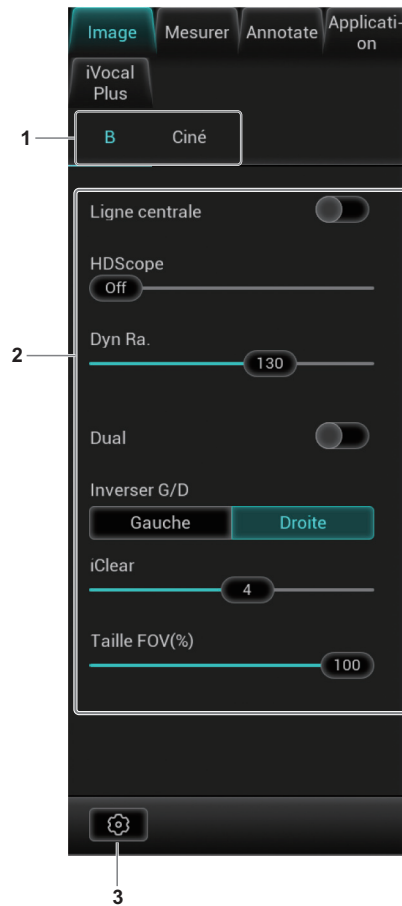 Image Mesurer Annotate Applicati-
on
iVocal
Plus
1
B Ciné
Ligne centrale
HDScope
Off
2
Dyn Ra.
130
Dual
Inverser G/D
Gauche Droite
iClear
4
Taille FOV(%)
100
3